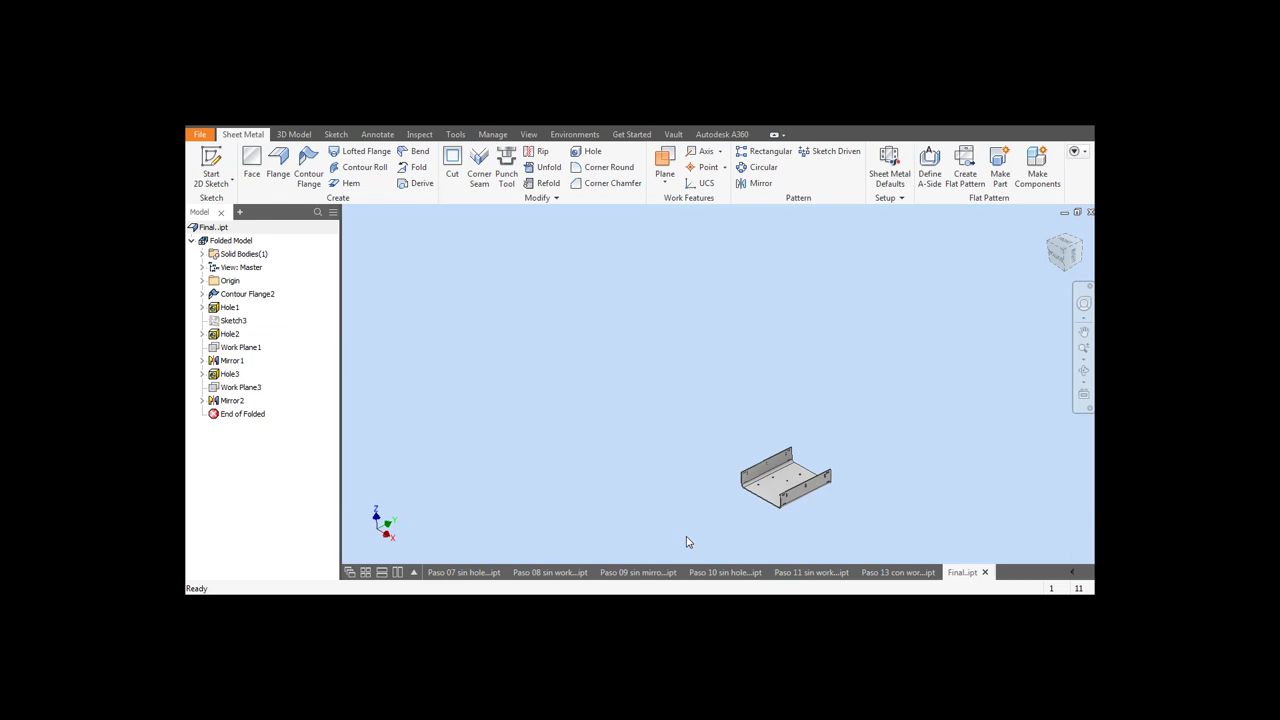 File Sheet Metal 3D Model Sketch Annotate Inspect Tools Manage View Environments Get Started Vault Autodesk A360
Start
2D Sketch
Face
Flange
Contour
Flange
Lofted Flange
Contour Roll
Hem
Bend
Fold
Derive
Cut
Corner
Seam
Punch
Tool
Rip
Unfold
Refold
Hole
Corner Round
Corner Chamfer
Plane
Axis
Point
UCS
Rectangular
Circular
Mirror
Sketch Driven
Sheet Metal
Defaults
Define
A-Side
Create
Flat Pattern
Make
Part
Make
Components
Sketch Create Modify Work Features Pattern Setup Flat Pattern
Model
Final..ipt
Folded Model
Solid Bodies(1)
View: Master
Origin
Contour Flange2
Hole1
Sketch3
Hole2
Work Plane1
Mirror1
Hole3
Work Plane3
Mirror2
End of Folded
Z
Y
X
Paso 07 sin hole...ipt Paso 08 sin work...ipt Paso 09 sin mirro...ipt Paso 10 sin hole...ipt Paso 11 sin work...ipt Paso 13 con wor...ipt Final..ipt
Ready 1 11